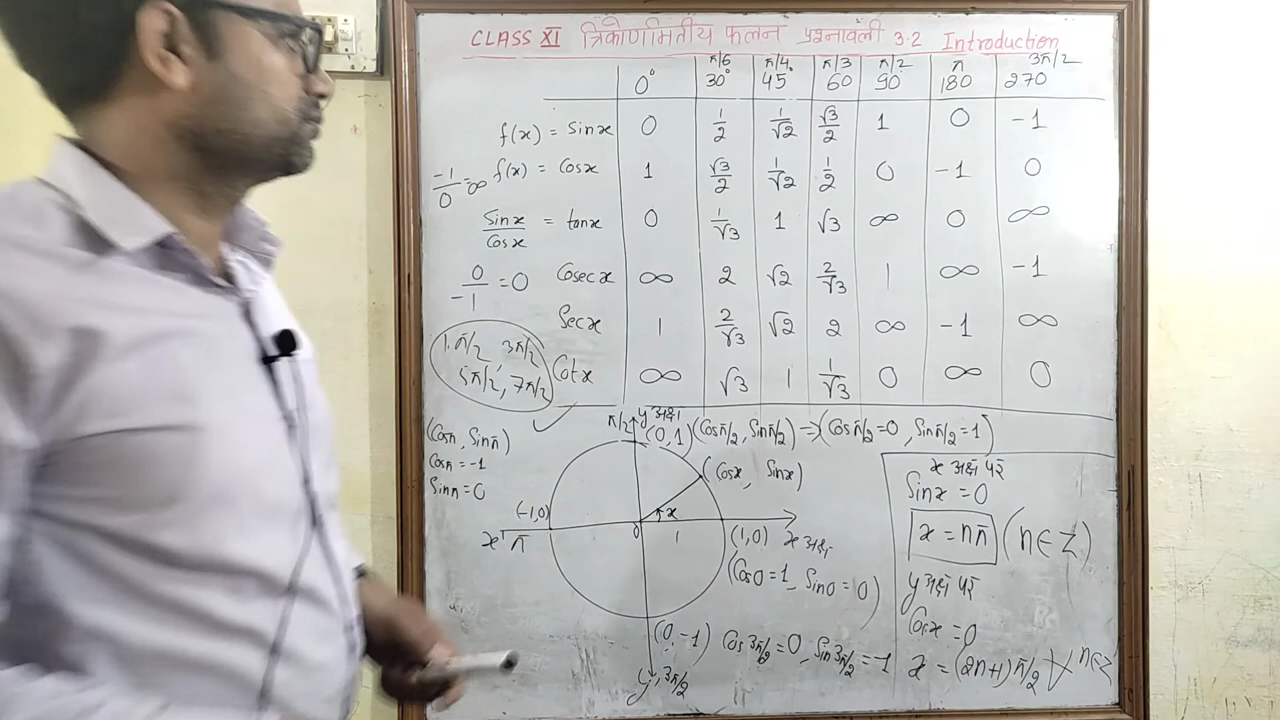 CLASS XI त्रिकोणमितीय फलन प्रश्नावली 3.2 Introduction
π/6 π/4 π/3 π/2 π 3π/2
0° 30° 45° 60 90° 180 270
f(x) = Sinx 0 1/2 1/√2 √3/2 1 0 -1
-1/0 = ∞ f(x) = Cosx 1 √3/2 1/√2 1/2 0 -1 0
Sinx/Cosx = tanx 0 1/√3 1 √3 ∞ 0 ∞
0/-1 = 0 Cosecx ∞ 2 √2 2/√3 1 ∞ -1
Secx 1 2/√3 √2 2 ∞ -1 ∞
Cotx ∞ √3 1 1/√3 0 ∞ 0
1.π/2 3π/2
5π/2, 7π/2
π/2 y अक्ष
(0,1) (Cosπ/2, Sinπ/2) => (Cosπ/2=0, Sinπ/2=1)
(Cosπ, Sinπ)
Cosπ = -1
Sinπ = 0
(Cosx, Sinx)
(-1,0)
x' π
0 x 1
(1,0) x अक्ष
(Cos0=1, Sin0=0)
(0,-1) Cos3π/2=0, Sin3π/2=-1
y' 3π/2
x अक्ष पर
Sinx = 0
x = nπ (n∈Z)
y अक्ष पर
Cosx = 0
x = (2n+1)π/2 ∀ n∈Z